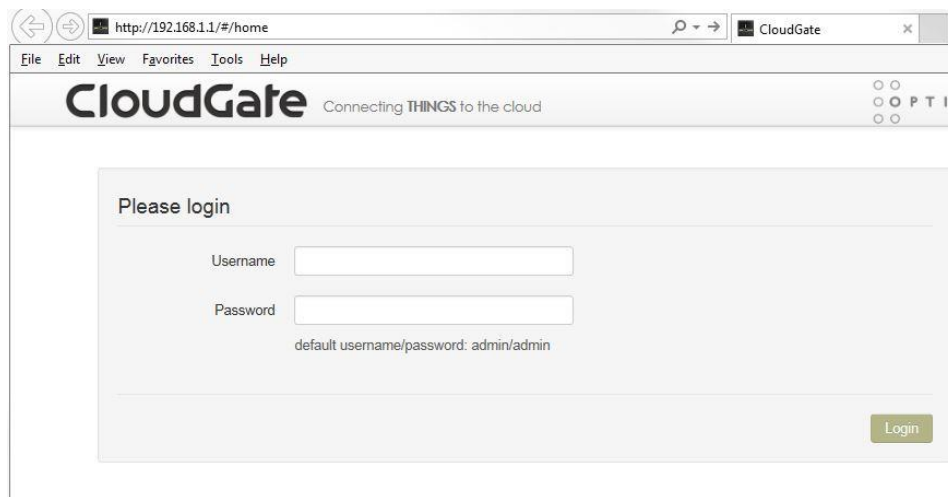 http://192.168.1.1/#/home
CloudGate
File Edit View Favorites Tools Help
CloudGate Connecting THINGS to the cloud
Please login
Username
Password
default username/password: admin/admin
Login